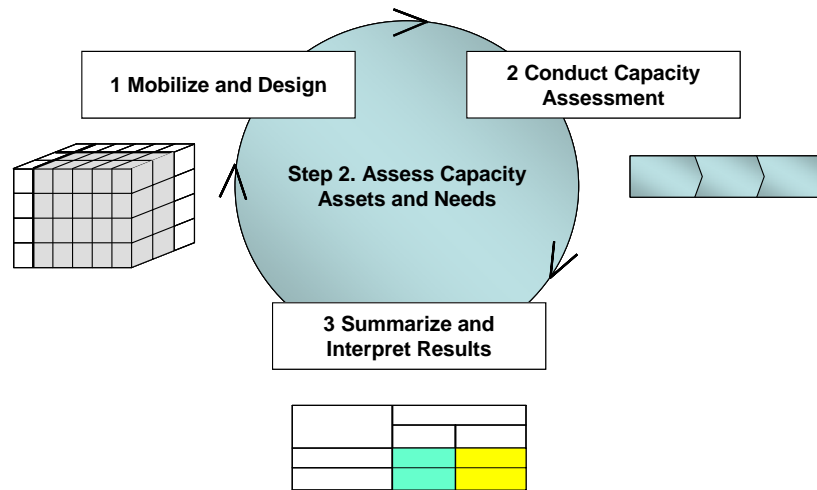 1 Mobilize and Design
2 Conduct Capacity
Assessment
Step 2. Assess Capacity
Assets and Needs
3 Summarize and
Interpret Results